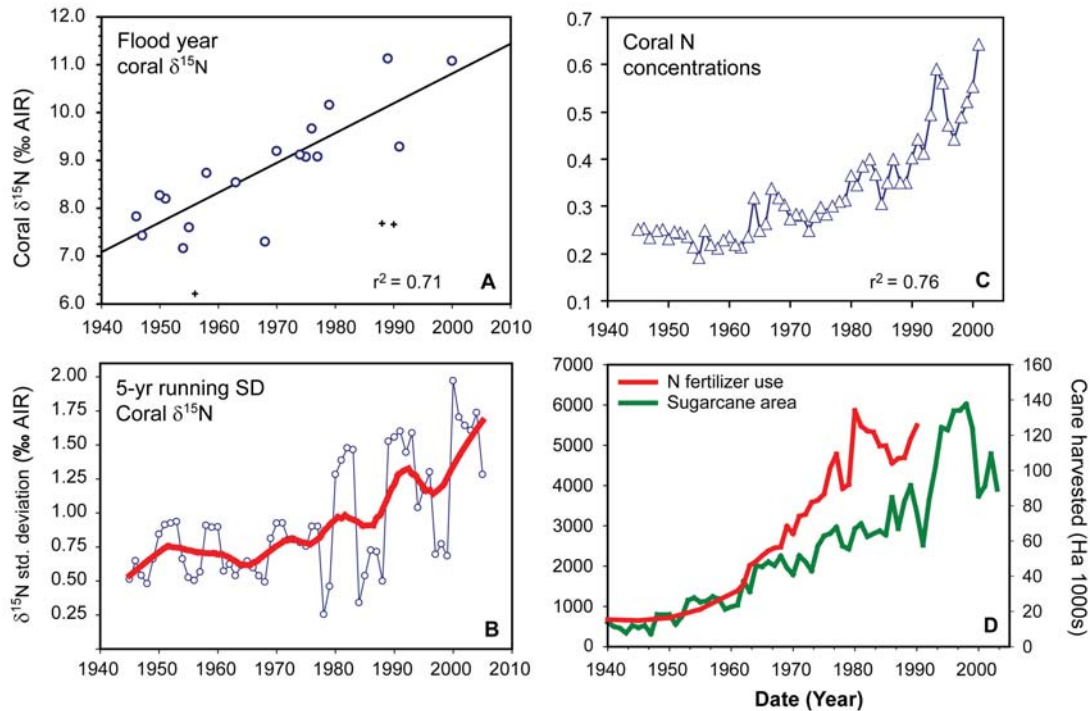 12.0
11.0
10.0
9.0
8.0
7.0
6.0
Coral δ¹⁵N (‰ AIR)
Flood year
coral δ¹⁵N
r² = 0.71
A
1940 1950 1960 1970 1980 1990 2000 2010
0.7
0.6
0.5
0.4
0.3
0.2
0.1
Coral N
concentrations
r² = 0.76
C
1940 1950 1960 1970 1980 1990 2000
2.00
1.75
1.50
1.25
1.00
0.75
0.50
0.25
δ¹⁵N std. deviation (‰ AIR)
5-yr running SD
Coral δ¹⁵N
B
1940 1950 1960 1970 1980 1990 2000 2010
7000
6000
5000
4000
3000
2000
1000
0
N fertilizer use
Sugarcane area
D
160
140
120
100
80
60
40
20
0
Cane harvested (Ha 1000s)
1940 1950 1960 1970 1980 1990 2000
Date (Year)